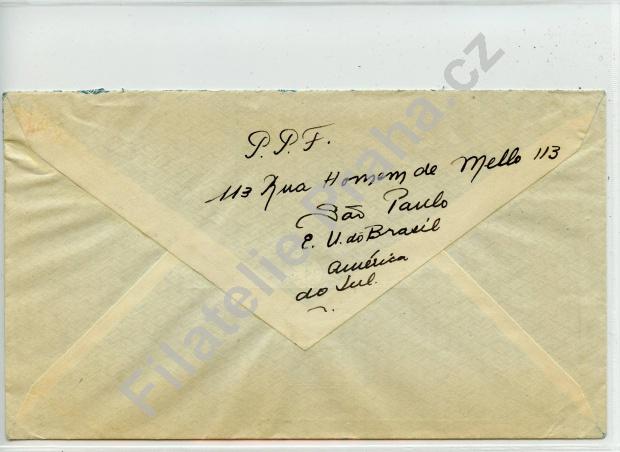 P.P.F.
113 Rua Homem de Mello 113
São Paulo
E. U. do Brasil
América
do Sul.
Filatelie-Praha.cz